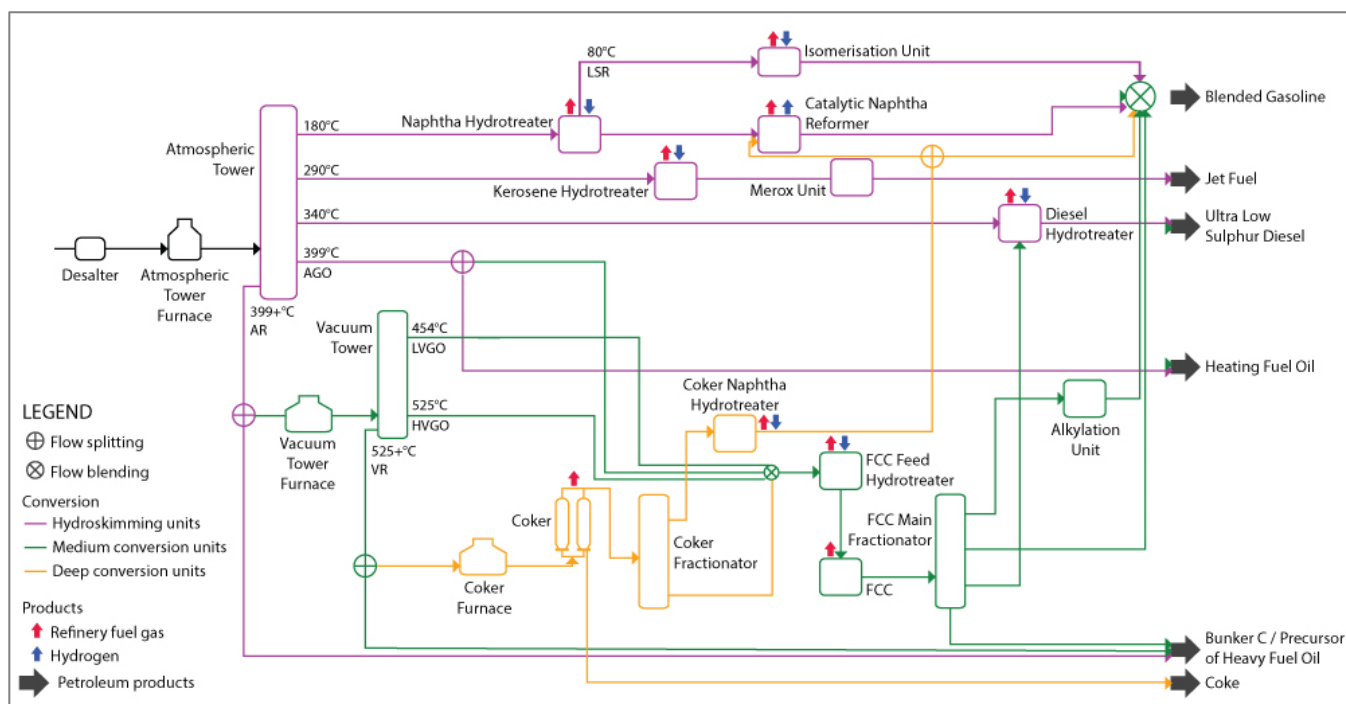 80°C
LSR
Isomerisation Unit
Naphtha Hydrotreater
Catalytic Naphtha
Reformer
Blended Gasoline
180°C
Atmospheric
Tower
290°C
Kerosene Hydrotreater
Merox Unit
Jet Fuel
340°C
Diesel
Hydrotreater
Ultra Low
Sulphur Diesel
Desalter
Atmospheric
Tower
Furnace
399°C
AGO
399+°C
AR
Vacuum
Tower
454°C
LVGO
Heating Fuel Oil
Coker Naphtha
Hydrotreater
525°C
HVGO
Alkylation
Unit
Vacuum
Tower
Furnace
525+°C
VR
FCC Feed
Hydrotreater
Coker
Coker
Fractionator
FCC Main
Fractionator
Coker
Furnace
FCC
Bunker C / Precursor
of Heavy Fuel Oil
Coke
LEGEND
Flow splitting
Flow blending
Conversion
Hydroskimming units
Medium conversion units
Deep conversion units
Products
Refinery fuel gas
Hydrogen
Petroleum products